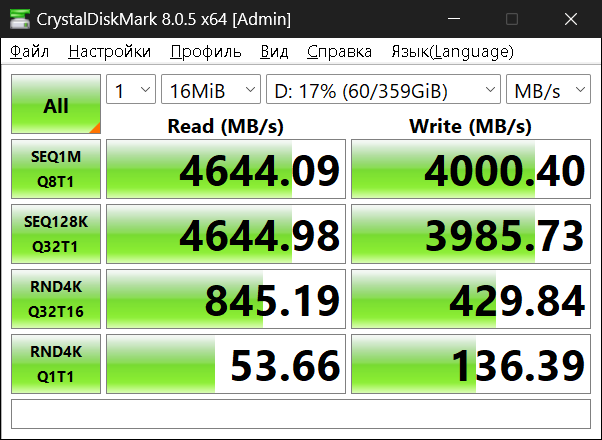 CrystalDiskMark 8.0.5 x64 [Admin]
Файл Настройки Профиль Вид Справка Язык(Language)
All 1 16MiB D: 17% (60/359GiB) MB/s
Read (MB/s) Write (MB/s)
SEQ1M
Q8T1 4644.09 4000.40
SEQ128K
Q32T1 4644.98 3985.73
RND4K
Q32T16 845.19 429.84
RND4K
Q1T1 53.66 136.39